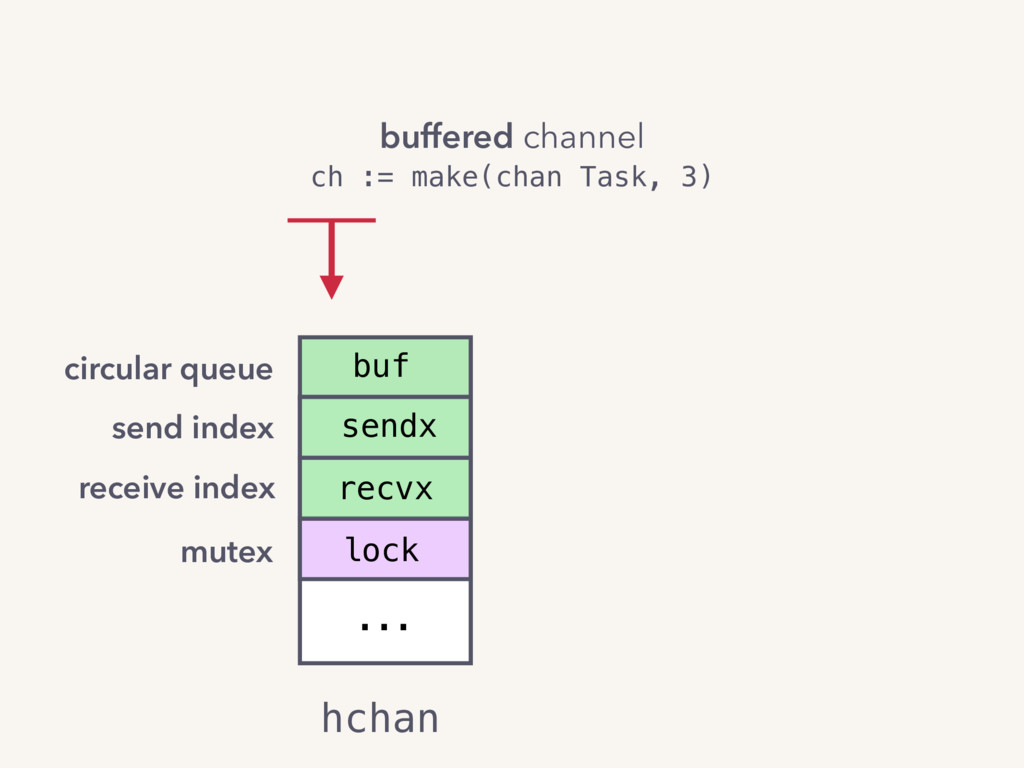 buffered channel
ch := make(chan Task, 3)
circular queue
buf
send index
sendx
receive index
recvx
mutex
lock
...
hchan